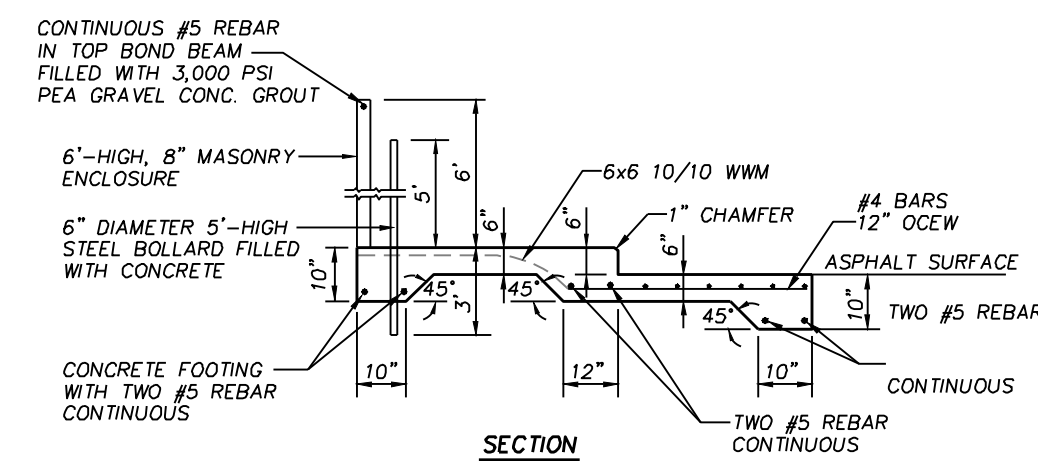 CONTINUOUS #5 REBAR
IN TOP BOND BEAM
FILLED WITH 3,000 PSI
PEA GRAVEL CONC. GROUT
6'-HIGH, 8" MASONRY
ENCLOSURE
6" DIAMETER 5'-HIGH
STEEL BOLLARD FILLED
WITH CONCRETE
5'
6'
6"
6"
6"
6x6 10/10 WWM
1" CHAMFER
#4 BARS
12" OCEW
ASPHALT SURFACE
10"
45°
3'
45°
45°
10"
TWO #5 REBAR
CONTINUOUS
CONCRETE FOOTING
WITH TWO #5 REBAR
CONTINUOUS
10"
12"
10"
TWO #5 REBAR
CONTINUOUS
SECTION